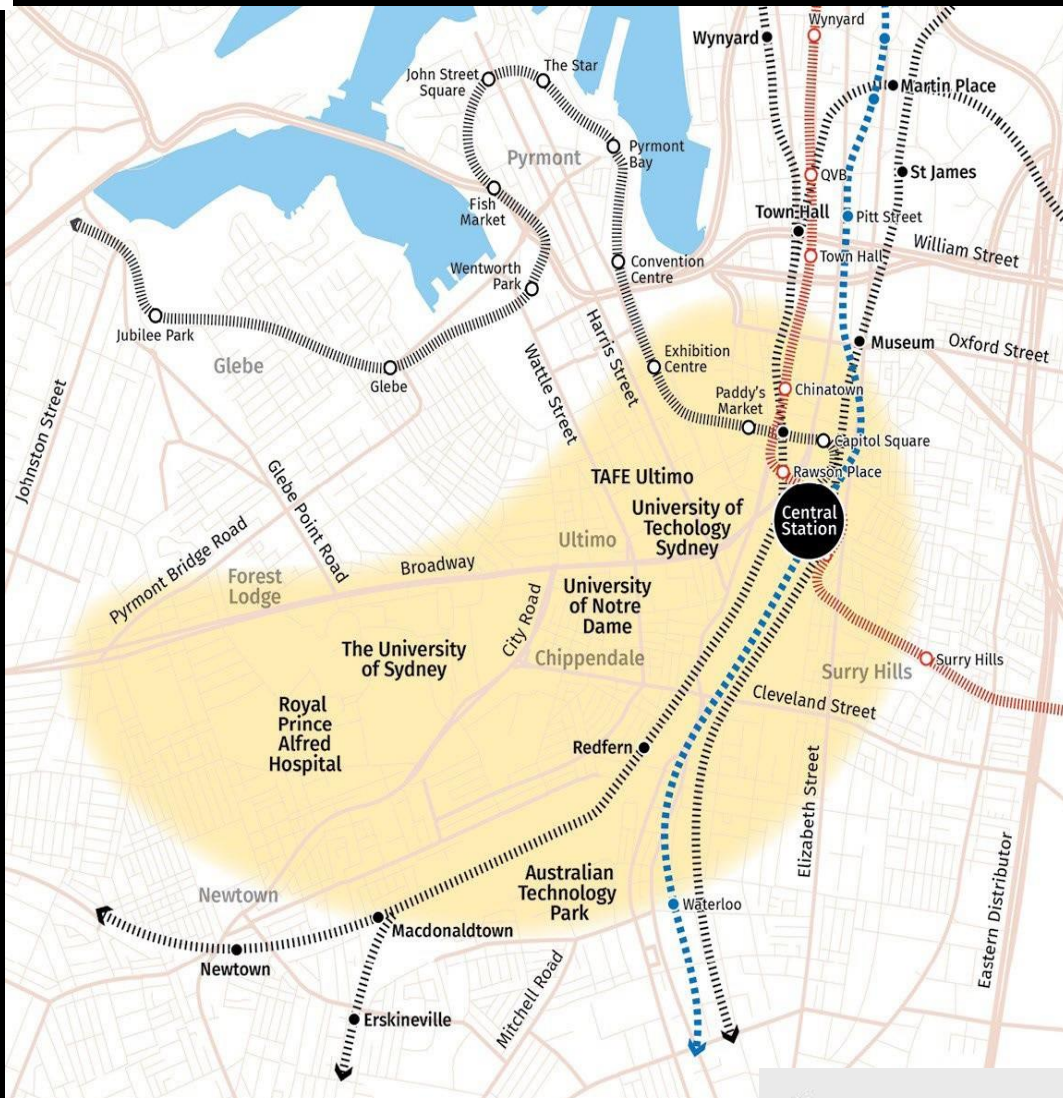 Wynyard
Wynyard
John Street
Square
The Star
Martin Place
Pyrmont
Pyrmont
Bay
QVB
St James
Fish
Market
Town Hall
Pitt Street
William Street
Wentworth
Park
Convention
Centre
Town Hall
Jubilee Park
Glebe
Glebe
Harris Street
Wattle Street
Exhibition
Centre
Museum
Oxford Street
Johnston Street
Paddy's
Market
Chinatown
Capitol Square
Glebe Point Road
TAFE Ultimo
Rawson Place
University of
Techology
Sydney
Central
Station
Pyrmont Bridge Road
Ultimo
Broadway
Forest
Lodge
University
of Notre
Dame
City Road
The University
of Sydney
Chippendale
Surry Hills
Surry Hills
Cleveland Street
Royal
Prince
Alfred
Hospital
Redfern
Elizabeth Street
Eastern Distributor
Australian
Technology
Park
Newtown
Waterloo
Macdonaldtown
Newtown
Mitchell Road
Erskineville